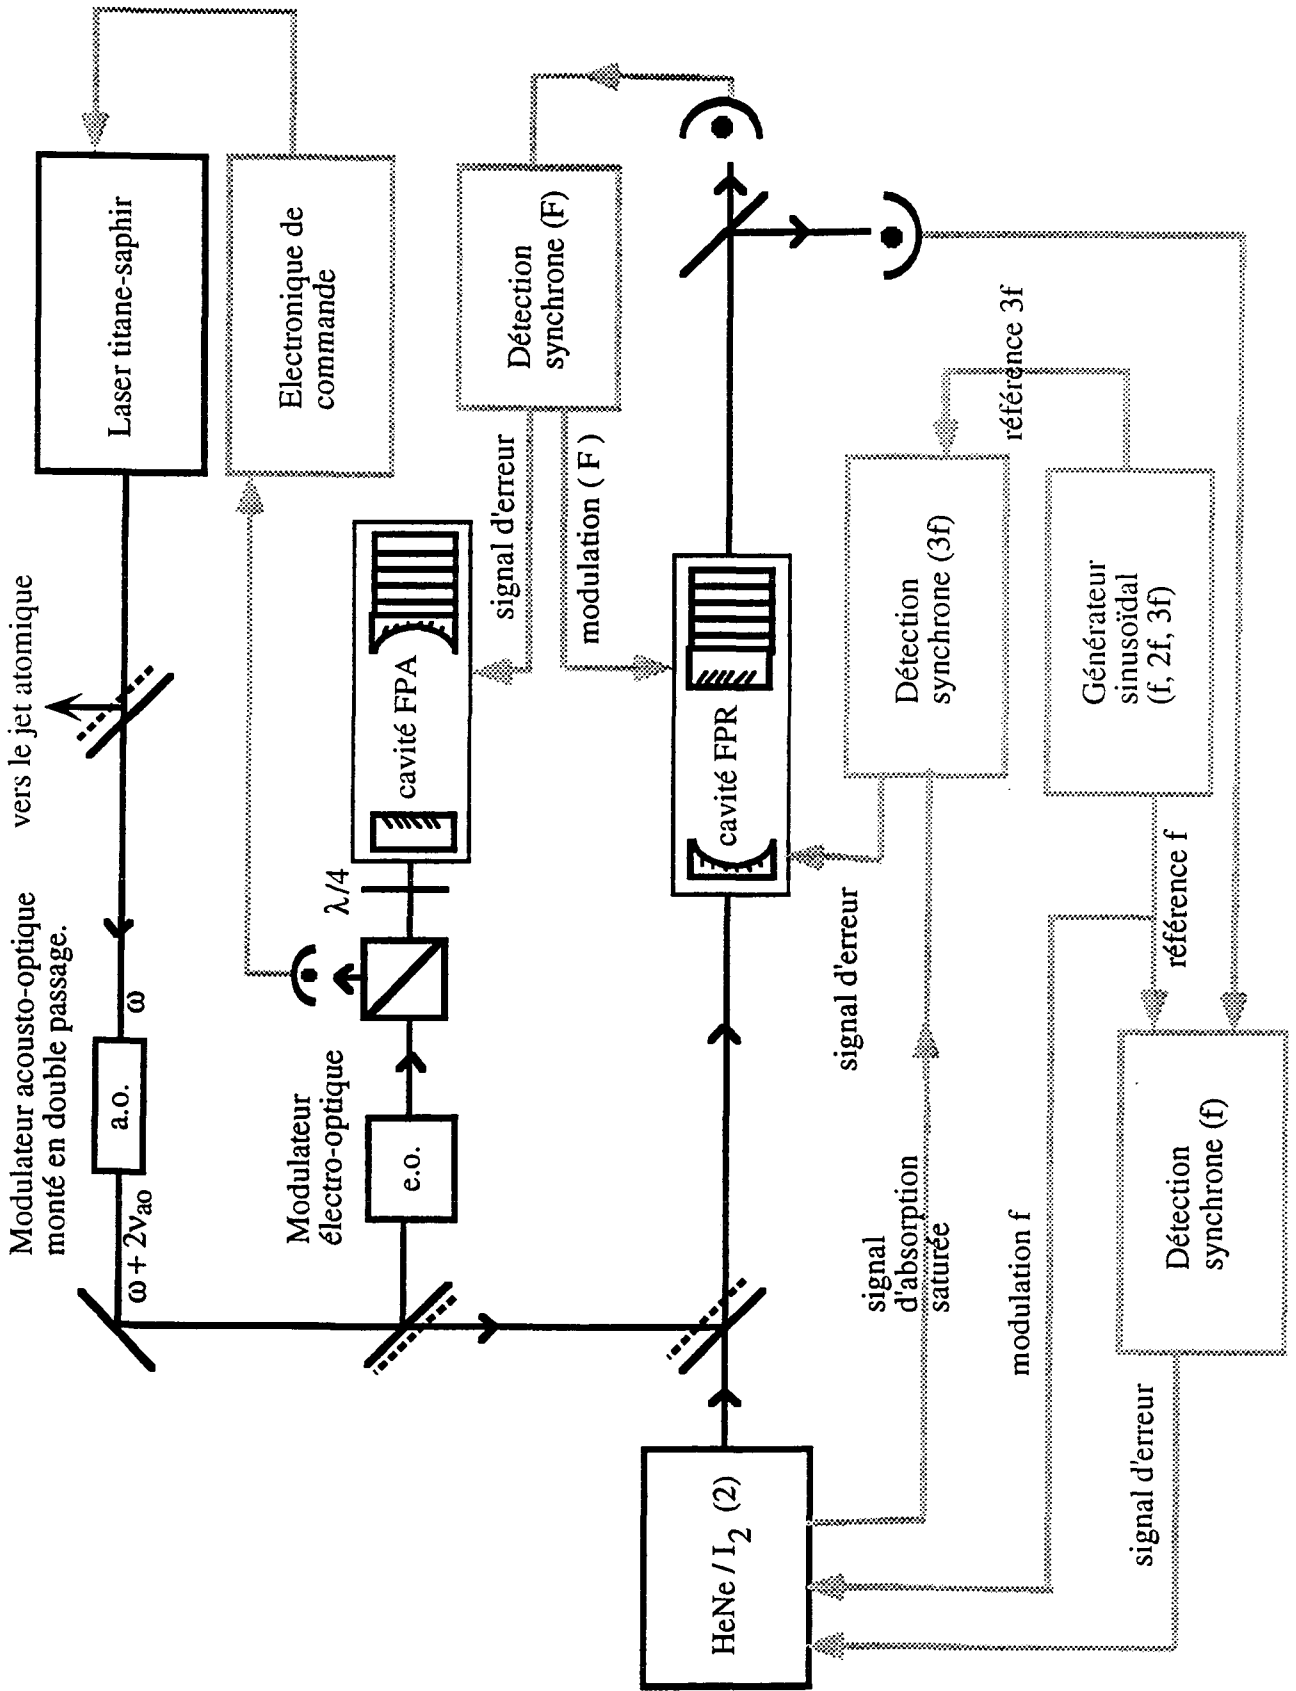 Laser titane-saphir
Electronique de
commande
vers le jet atomique
Modulateur acousto-optique
monté en double passage.
ω
a.o.
ω + 2νao
Détection
synchrone (F)
signal d'erreur
modulation ( F )
cavité FPA
λ/4
Modulateur
électro-optique
e.o.
cavité FPR
référence 3f
Détection
synchrone (3f)
Générateur
sinusoïdal
(f, 2f, 3f)
signal d'erreur
référence f
signal
d'absorption
saturée
modulation f
Détection
synchrone (f)
signal d'erreur
HeNe / I2 (2)